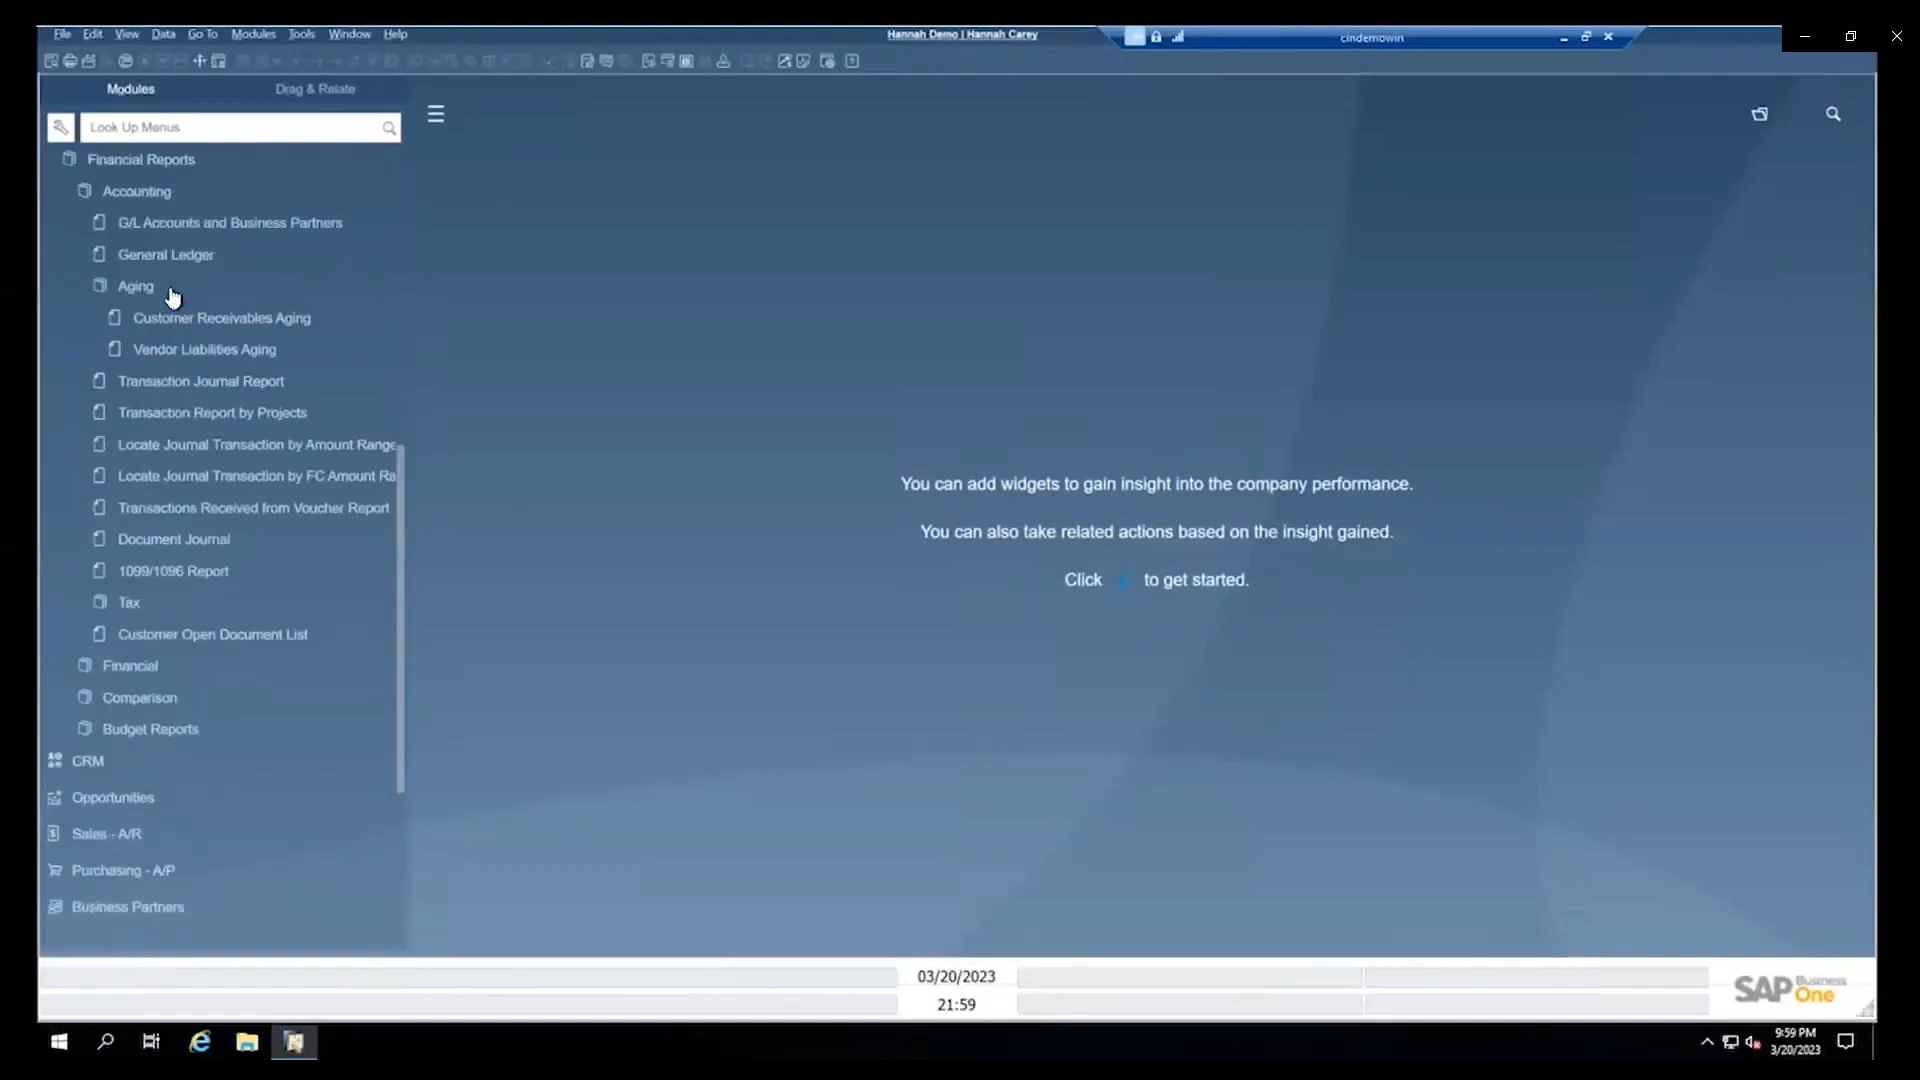 File Edit View Data Go To Modules Tools Window Help
Hannah Demo | Hannah Carey
cindemowin
Modules Drag & Relate
Look Up Menus
Financial Reports
Accounting
G/L Accounts and Business Partners
General Ledger
Aging
Customer Receivables Aging
Vendor Liabilities Aging
Transaction Journal Report
Transaction Report by Projects
Locate Journal Transaction by Amount Range
Locate Journal Transaction by FC Amount Ra
Transactions Received from Voucher Report
Document Journal
1099/1096 Report
Tax
Customer Open Document List
Financial
Comparison
Budget Reports
CRM
Opportunities
Sales - A/R
Purchasing - A/P
Business Partners
You can add widgets to gain insight into the company performance.
You can also take related actions based on the insight gained.
Click + to get started.
03/20/2023
21:59
SAP Business One
9:59 PM
3/20/2023